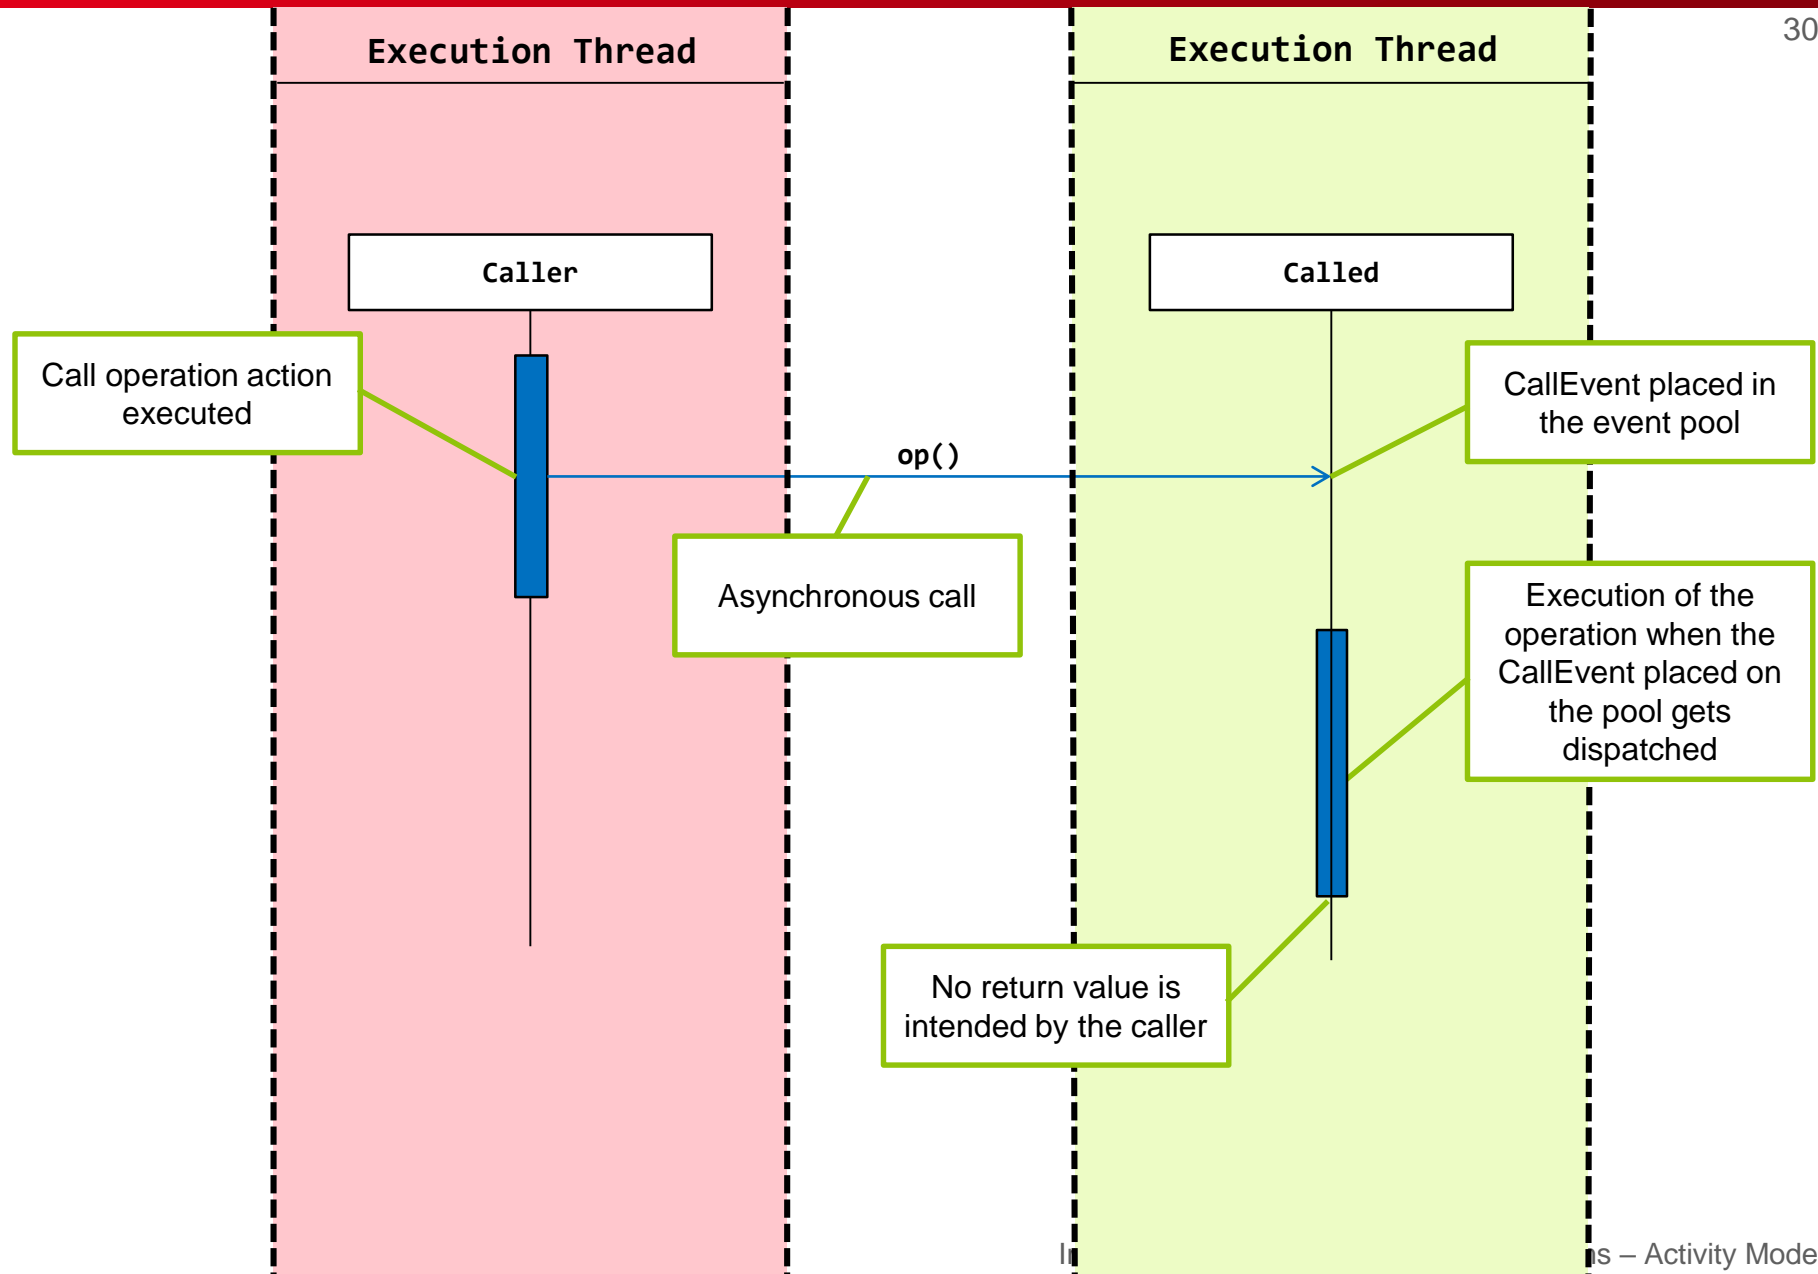 30
Execution Thread
Execution Thread
Caller
Called
Call operation action
executed
CallEvent placed in
the event pool
op()
Asynchronous call
Execution of the
operation when the
CallEvent placed on
the pool gets
dispatched
No return value is
intended by the caller
– Activity Mode